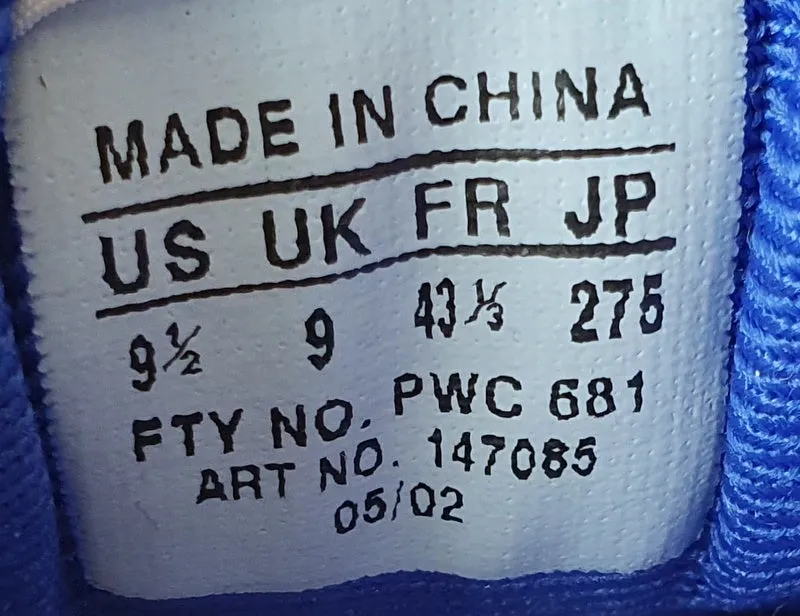 MADE IN CHINA
US UK FR JP
9½ 9 43⅓ 275
FTY NO. PWC 681
ART NO. 147085
05/02